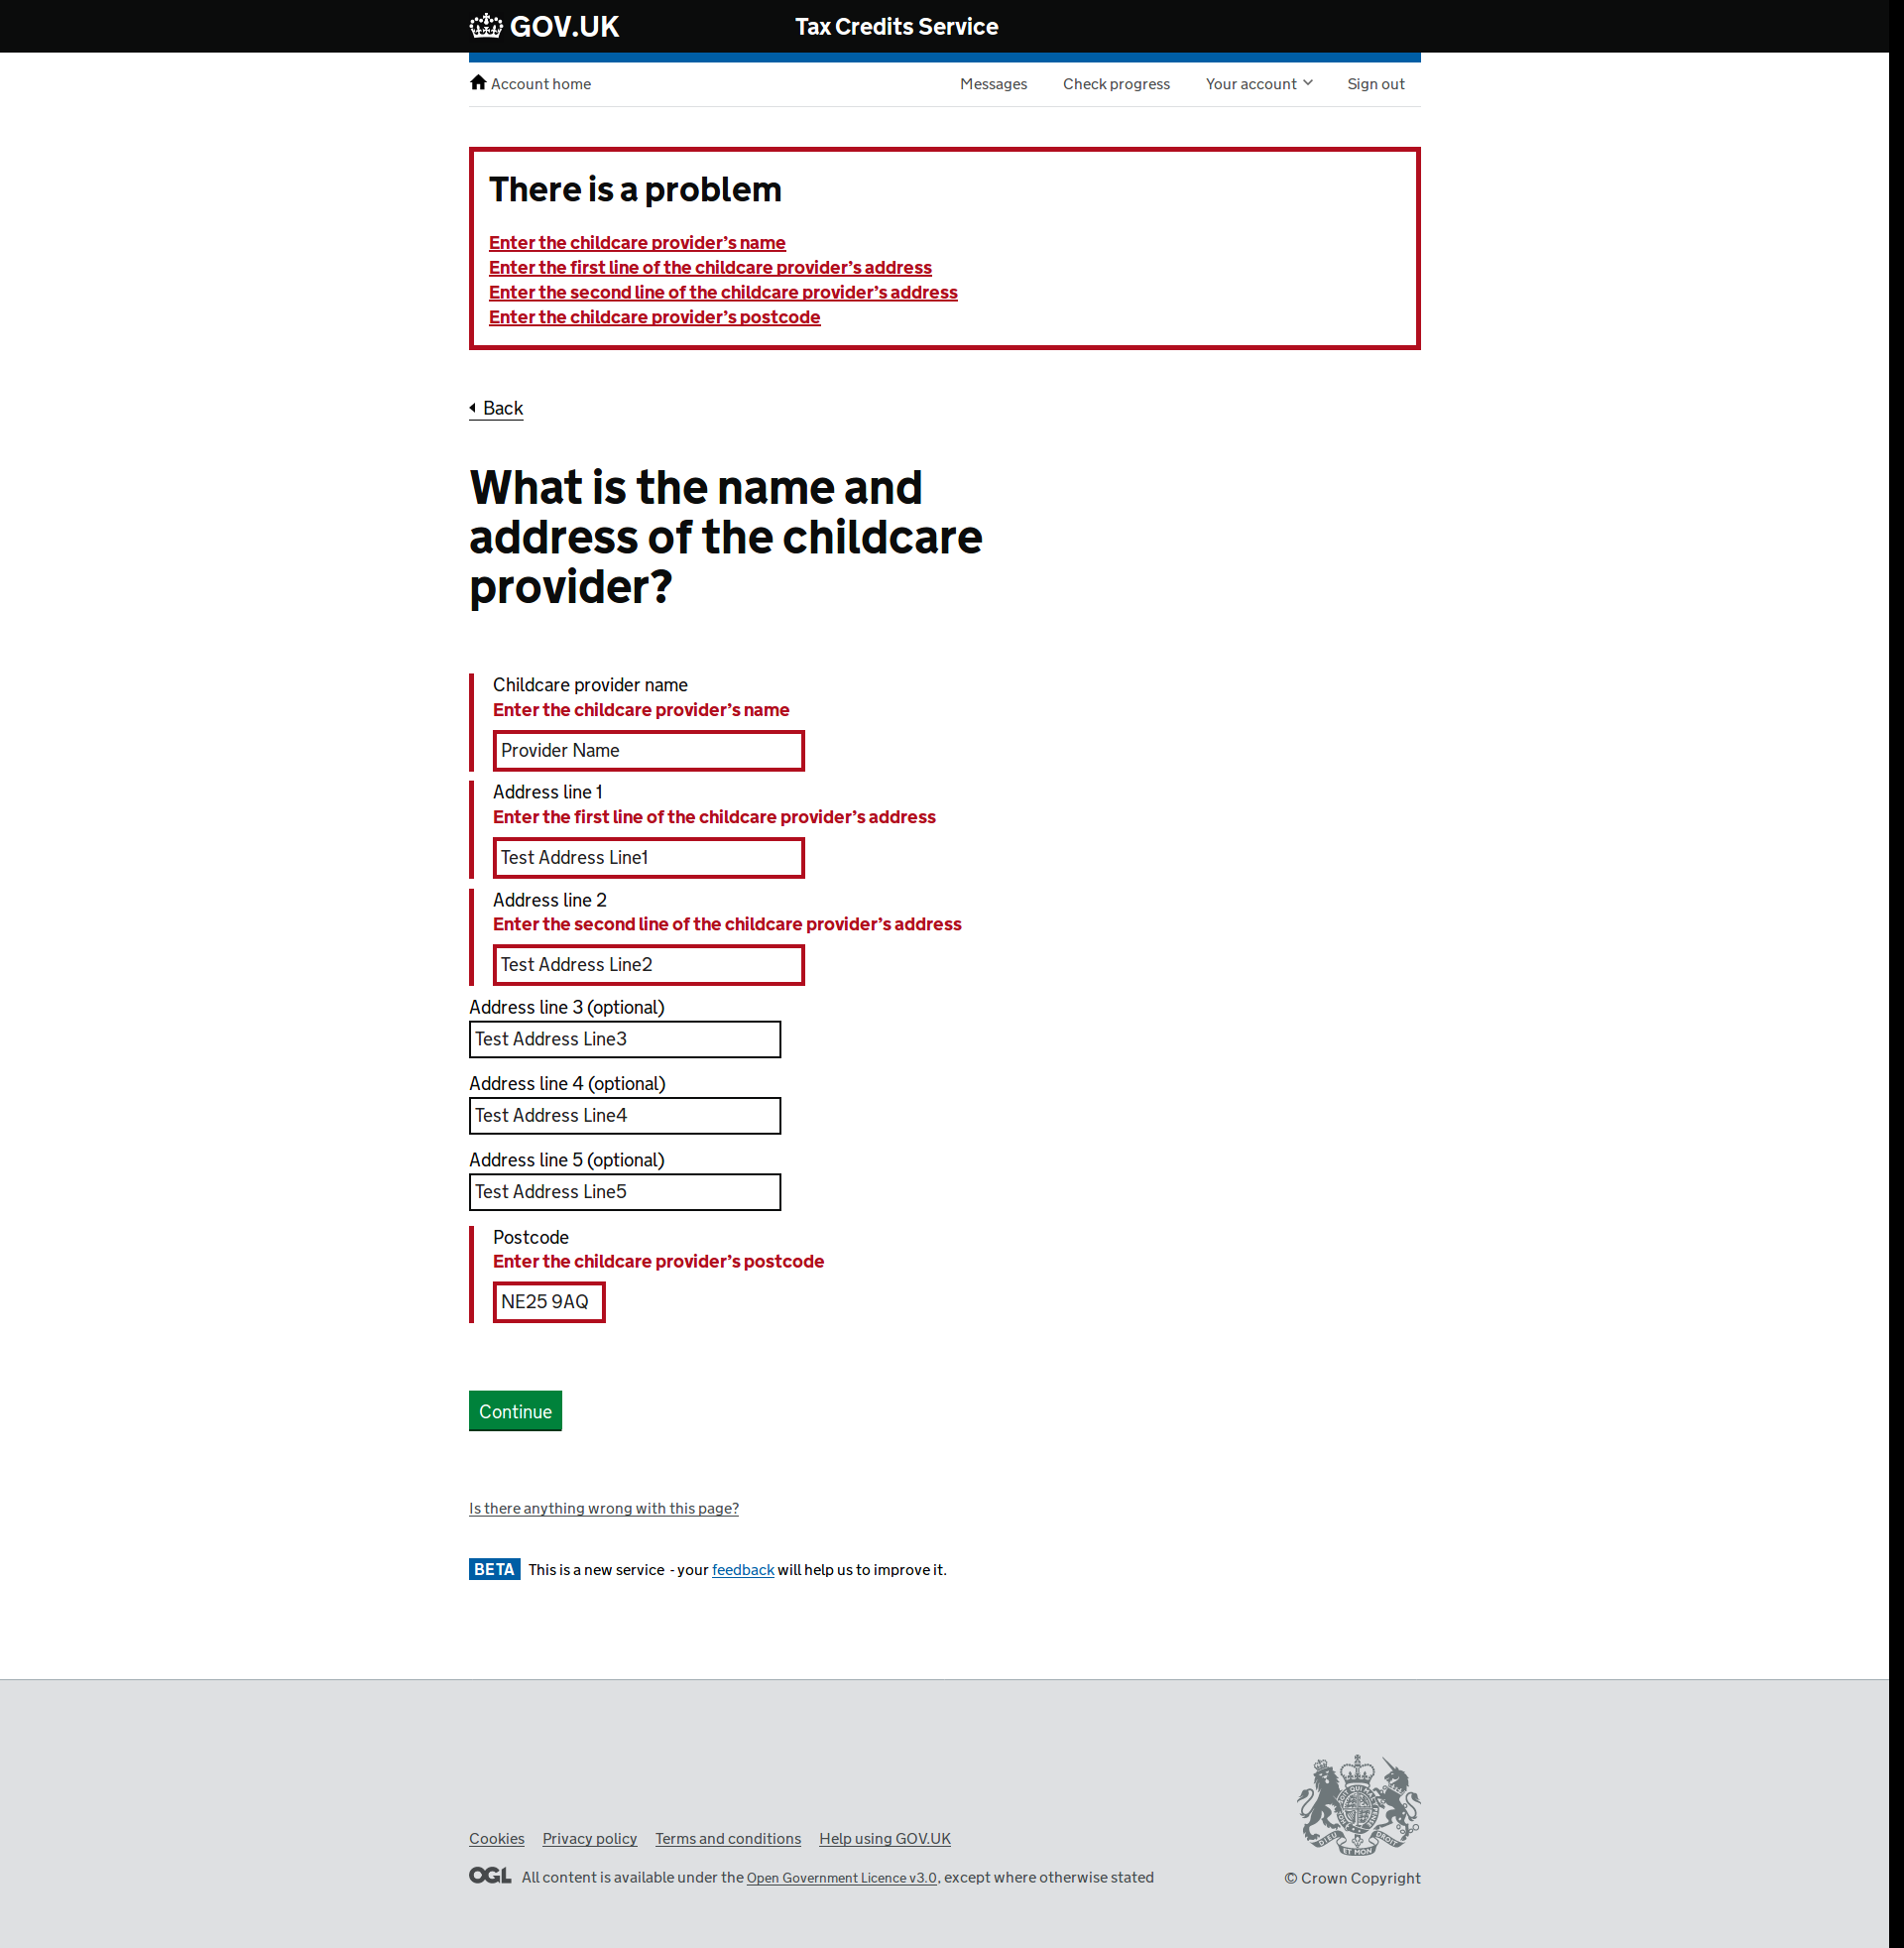 GOV.UK
Tax Credits Service
Account home
Messages
Check progress
Your account
Sign out
There is a problem
Enter the childcare provider’s name
Enter the first line of the childcare provider’s address
Enter the second line of the childcare provider’s address
Enter the childcare provider’s postcode
Back
What is the name and
address of the childcare
provider?
Childcare provider name
Enter the childcare provider’s name
Provider Name
Address line 1
Enter the first line of the childcare provider’s address
Test Address Line1
Address line 2
Enter the second line of the childcare provider’s address
Test Address Line2
Address line 3 (optional)
Test Address Line3
Address line 4 (optional)
Test Address Line4
Address line 5 (optional)
Test Address Line5
Postcode
Enter the childcare provider’s postcode
NE25 9AQ
Continue
Is there anything wrong with this page?
BETA This is a new service - your feedback will help us to improve it.
Cookies
Privacy policy
Terms and conditions
Help using GOV.UK
OGL All content is available under the Open Government Licence v3.0, except where otherwise stated
DIEU ET MON DROIT
© Crown Copyright